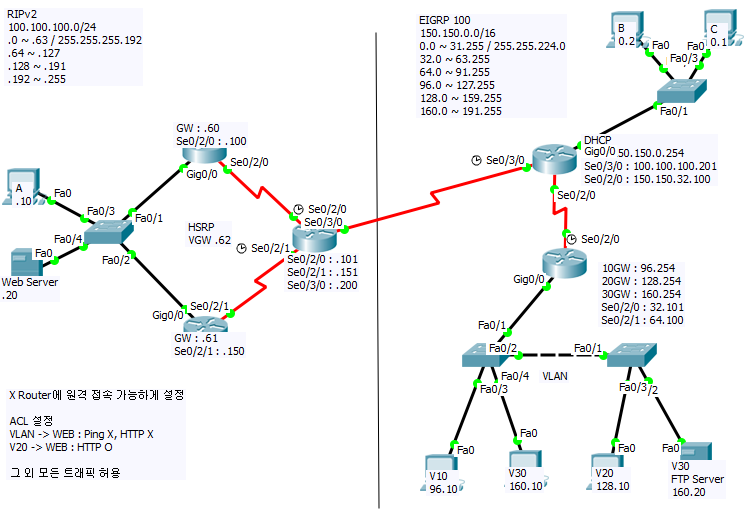 RIPv2
100.100.100.0/24
.0 ~ .63 / 255.255.255.192
.64 ~ .127
.128 ~ .191
.192 ~ .255
EIGRP 100
150.150.0.0/16
0.0 ~ 31.255/ 255.255.224.0
32.0 ~ 63.255
64.0 ~ 91.255
96.0 ~ 127.255
128.0 ~ 159.255
160.0 ~ 191.255
B
0.2
Fa0
C
0.1
Fa0
Fa0/3
Fa0/1
DHCP
Gig0/0
50.150.0.254
Se0/3/0 : 100.100.100.201
Se0/2/0 : 150.150.32.100
Se0/3/0
Se0/2/0
Se0/2/0
GW : .60
Se0/2/0 : .100
Gig0/0
Se0/2/0
A
.10
Fa0
Fa0/3
Fa0/1
Fa0/4
Fa0/2
Fa0
Web Server
.20
HSRP
VGW .62
Se0/2/0
Se0/3/0
Se0/2/1
Se0/2/0 : .101
Se0/2/1 : .151
Se0/3/0 : .200
Se0/2/1
Gig0/0
GW : .61
Se0/2/1 : .150
10GW : 96.254
20GW : 128.254
30GW : 160.254
Se0/2/0 : 32.101
Se0/2/1 : 64.100
Gig0/0
Fa0/1
Fa0/2
Fa0/1
Fa0/4
Fa0/3
VLAN
Fa0/3
/2
Fa0
V10
96.10
Fa0
V30
160.10
Fa0
V20
128.10
Fa0
V30
FTP Server
160.20
X Router에 원격 접속 가능하게 설정
ACL 설정
VLAN -> WEB : Ping X, HTTP X
V20 -> WEB : HTTP O
그 외 모든 트래픽 허용